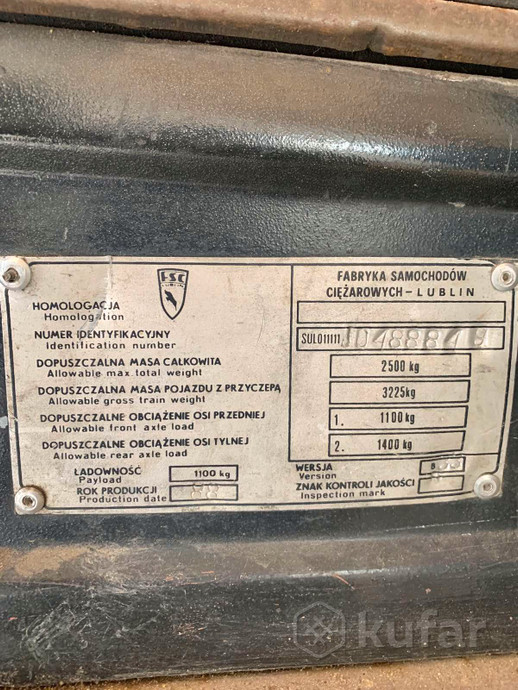 FSC
LUBLIN
FABRYKA SAMOCHODÓW
CIĘŻAROWYCH - LUBLIN
HOMOLOGACJA
Homologation
NUMER IDENTYFIKACYJNY
Identification number
SUL011111
DOPUSZCZALNA MASA CAŁKOWITA
Allowable max. total weight
2500 kg
DOPUSZCZALNA MASA POJAZDU Z PRZYCZEPĄ
Allowable gross train weight
3225kg
DOPUSZCZALNE OBCIĄŻENIE OSI PRZEDNIEJ
Allowable front axle load
1. 1100 kg
DOPUSZCZALNE OBCIĄŻENIE OSI TYLNEJ
Allowable rear axle load
2. 1400 kg
ŁADOWNOŚĆ
Payload
1100 kg
ROK PRODUKCJI
Production date
WERSJA
Version
ZNAK KONTROLI JAKOŚCI
Inspection mark
kufar